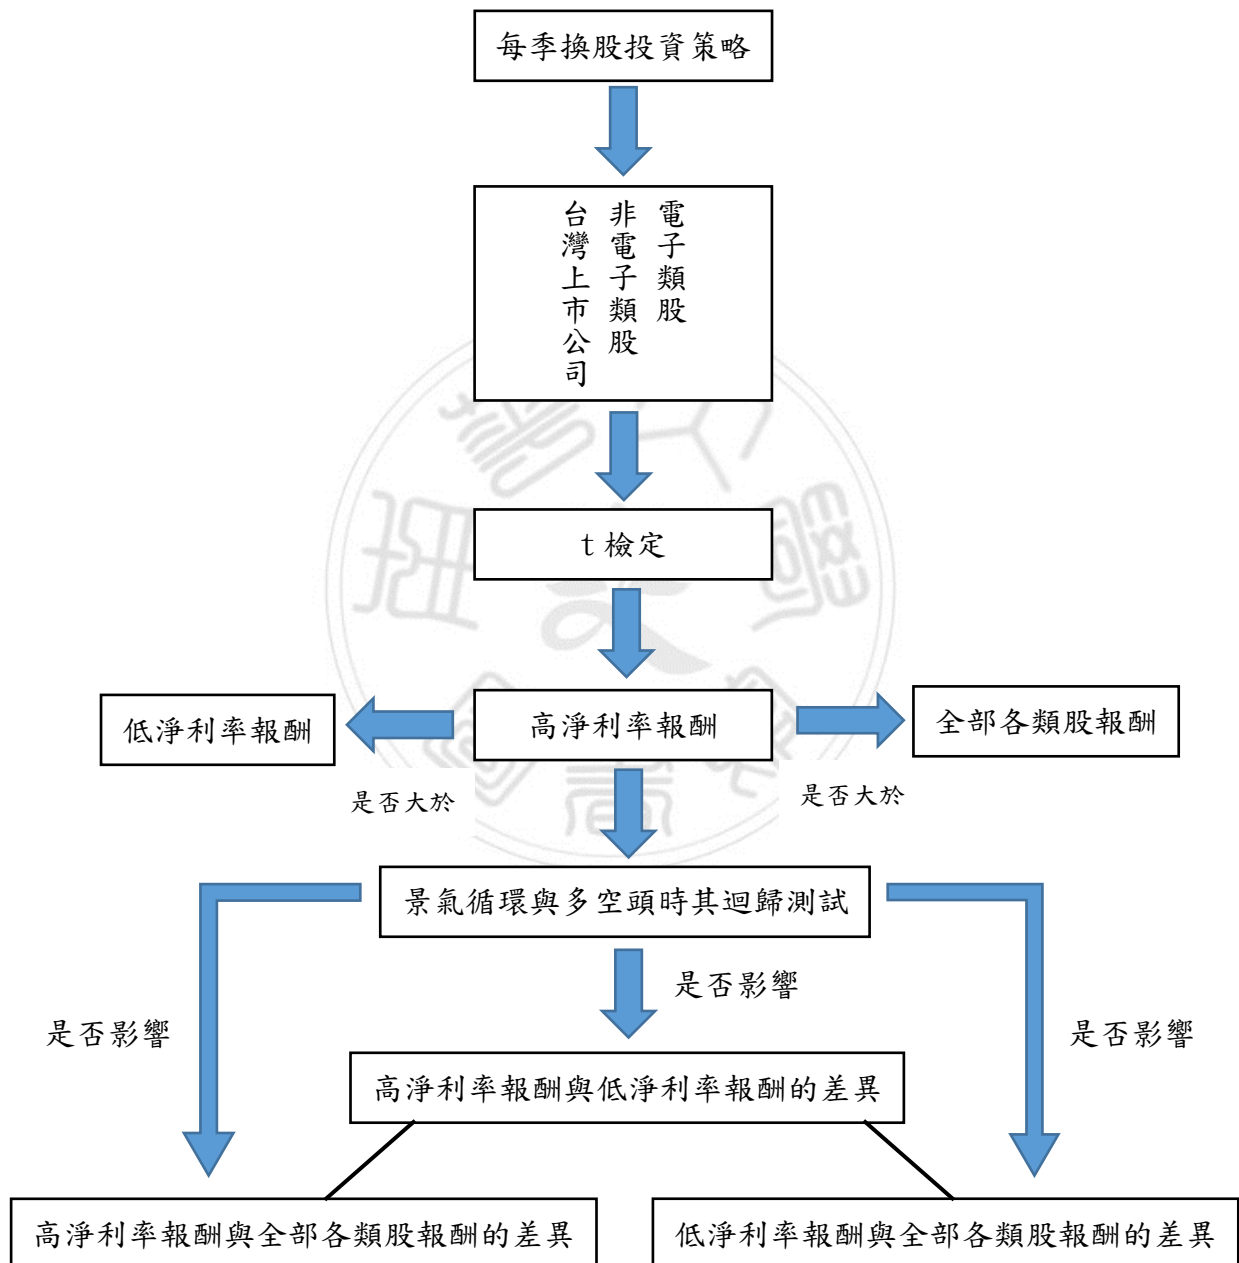 每季換股投資策略
電子類股
非電子類股
台灣上市公司
t 檢定
低淨利率報酬
高淨利率報酬
全部各類股報酬
是否大於
是否大於
景氣循環與多空頭時其迴歸測試
是否影響
是否影響
是否影響
高淨利率報酬與低淨利率報酬的差異
高淨利率報酬與全部各類股報酬的差異
低淨利率報酬與全部各類股報酬的差異